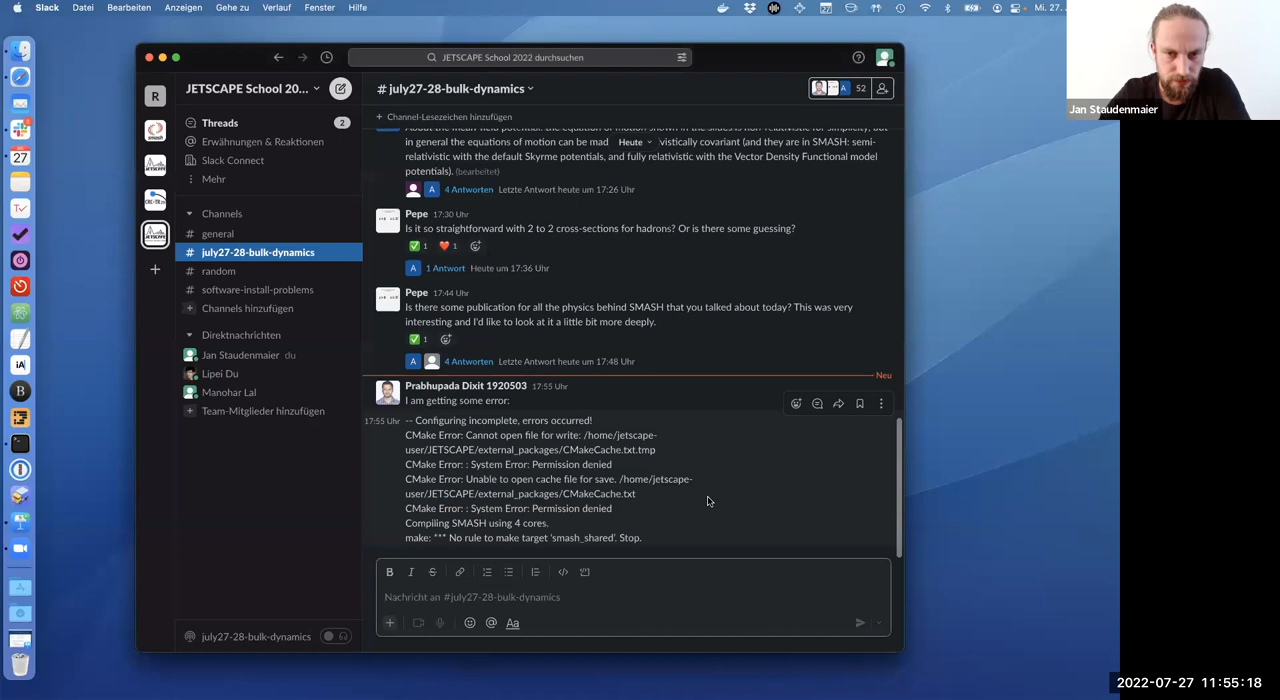 Slack Datei Bearbeiten Anzeigen Gehe zu Verlauf Fenster Hilfe
27
Mi. 27.
Jan Staudenmaier
JETSCAPE School 2022 durchsuchen
R
JETSCAPE School 20...
Threads 2
Erwähnungen & Reaktionen
Slack Connect
Mehr
Channels
# general
# july27-28-bulk-dynamics
# random
# software-install-problems
+ Channels hinzufügen
Direktnachrichten
Jan Staudenmaier du
Lipei Du
Manohar Lal
+ Team-Mitglieder hinzufügen
july27-28-bulk-dynamics
# july27-28-bulk-dynamics
A 52
+ Channel-Lesezeichen hinzufügen
About the mean field potential: the equation of motion shown in the slides is non-relativistic for simplicity, but
in general the equations of motion can be mad Heute vistically covariant (and they are in SMASH: semi-
relativistic with the default Skyrme potentials, and fully relativistic with the Vector Density Functional model
potentials). (bearbeitet)
A 4 Antworten Letzte Antwort heute um 17:26 Uhr
Pepe 17:30 Uhr
Is it so straightforward with 2 to 2 cross-sections for hadrons? Or is there some guessing?
1 1
A 1 Antwort Heute um 17:36 Uhr
Pepe 17:44 Uhr
Is there some publication for all the physics behind SMASH that you talked about today? This was very
interesting and I'd like to look at it a little bit more deeply.
1
A 4 Antworten Letzte Antwort heute um 17:48 Uhr
Neu
Prabhupada Dixit 1920503 17:55 Uhr
I am getting some error:
17:55 Uhr -- Configuring incomplete, errors occurred!
CMake Error: Cannot open file for write: /home/jetscape-
user/JETSCAPE/external_packages/CMakeCache.txt.tmp
CMake Error: : System Error: Permission denied
CMake Error: Unable to open cache file for save. /home/jetscape-
user/JETSCAPE/external_packages/CMakeCache.txt
CMake Error: : System Error: Permission denied
Compiling SMASH using 4 cores.
make: *** No rule to make target 'smash_shared'. Stop.
B I S
Nachricht an #july27-28-bulk-dynamics
+ @ Aa
27
iA
B
2022-07-27 11:55:18